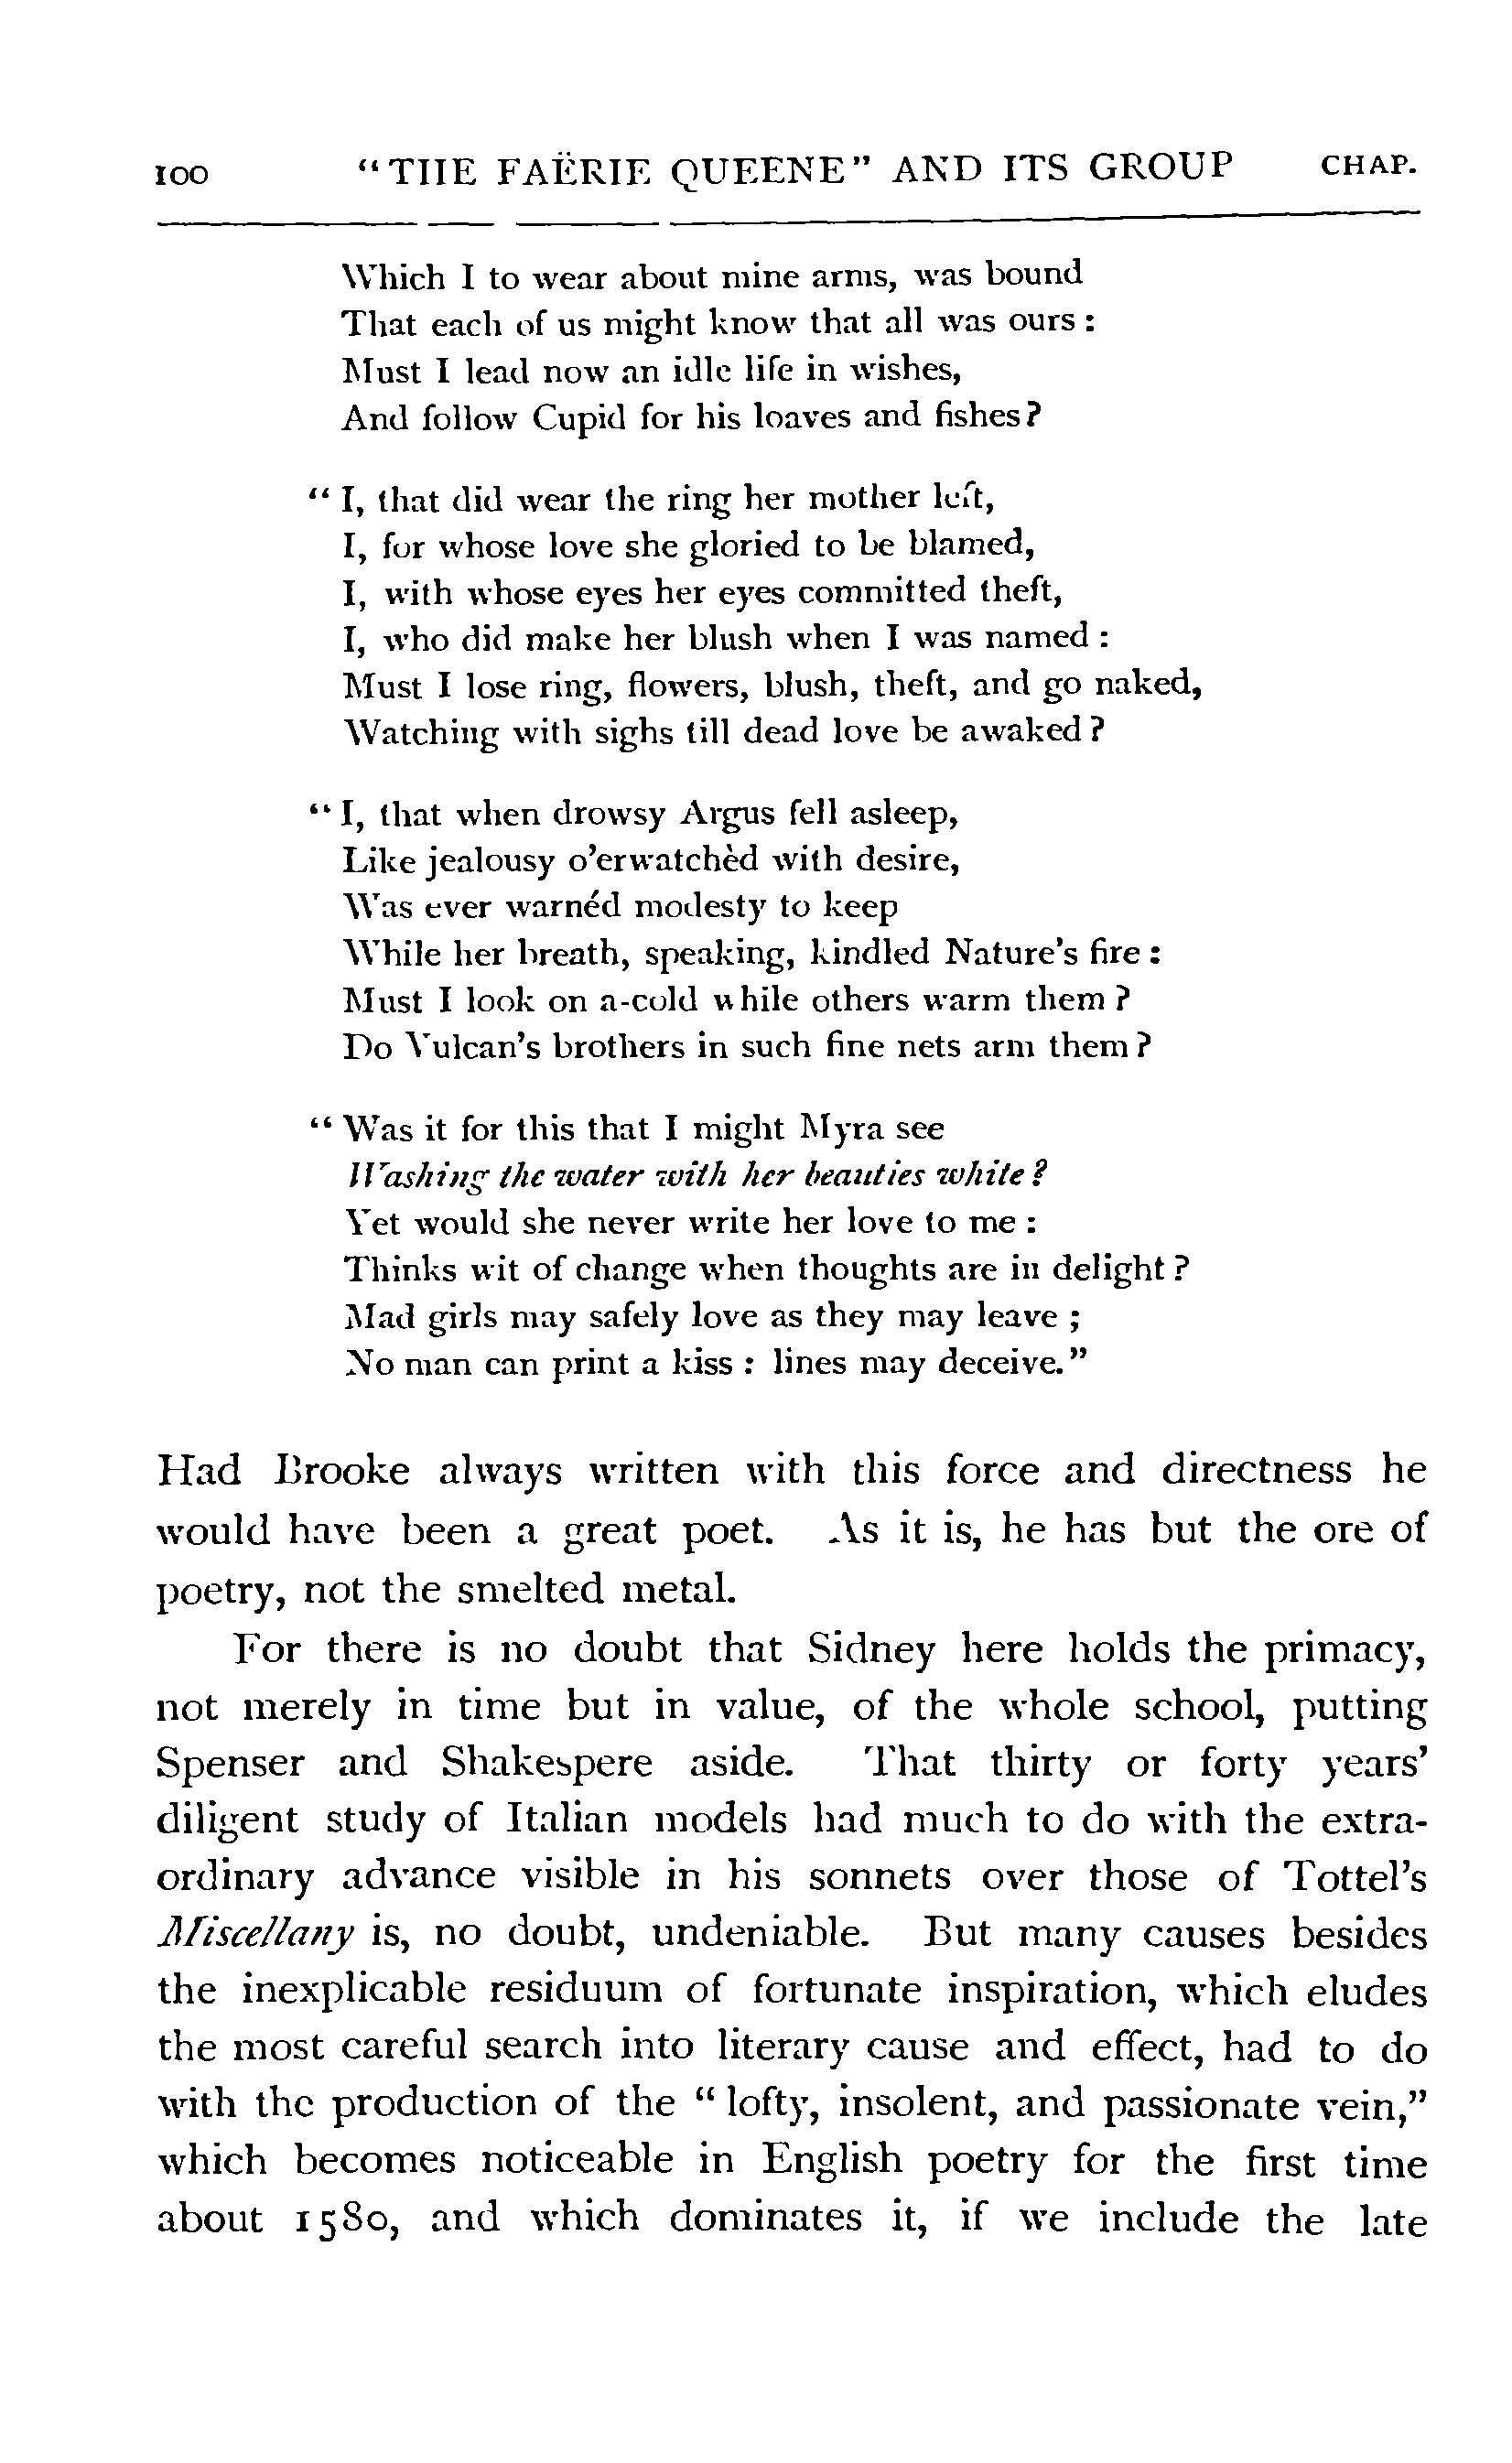 100 "THE FAËRIE QUEENE" AND ITS GROUP CHAP.
Which I to wear about mine arms, was bound
That each of us might know that all was ours :
Must I lead now an idle life in wishes,
And follow Cupid for his loaves and fishes?
" I, that did wear the ring her mother left,
I, for whose love she gloried to be blamed,
I, with whose eyes her eyes committed theft,
I, who did make her blush when I was named :
Must I lose ring, flowers, blush, theft, and go naked,
Watching with sighs till dead love be awaked ?
" I, that when drowsy Argus fell asleep,
Like jealousy o'erwatchèd with desire,
Was ever warnéd modesty to keep
While her breath, speaking, kindled Nature's fire :
Must I look on a-cold while others warm them ?
Do Vulcan's brothers in such fine nets arm them ?
" Was it for this that I might Myra see
Washing the water with her beauties white ?
Yet would she never write her love to me :
Thinks wit of change when thoughts are in delight ?
Mad girls may safely love as they may leave ;
No man can print a kiss : lines may deceive."
Had Brooke always written with this force and directness he
would have been a great poet. As it is, he has but the ore of
poetry, not the smelted metal.
For there is no doubt that Sidney here holds the primacy,
not merely in time but in value, of the whole school, putting
Spenser and Shakespere aside. That thirty or forty years'
diligent study of Italian models had much to do with the extra-
ordinary advance visible in his sonnets over those of Tottel's
Miscellany is, no doubt, undeniable. But many causes besides
the inexplicable residuum of fortunate inspiration, which eludes
the most careful search into literary cause and effect, had to do
with the production of the " lofty, insolent, and passionate vein,"
which becomes noticeable in English poetry for the first time
about 1580, and which dominates it, if we include the late